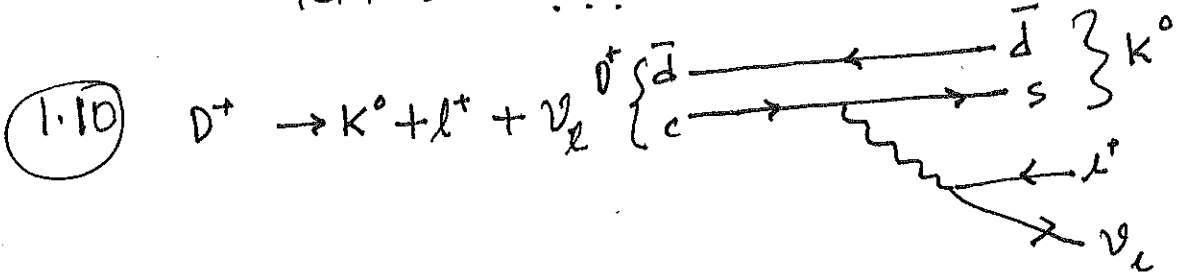 1.10 D⁺ → K⁰ + l⁺ + ν_l D⁺ { d̄ d̄ } K⁰
c s
l⁺
ν_l